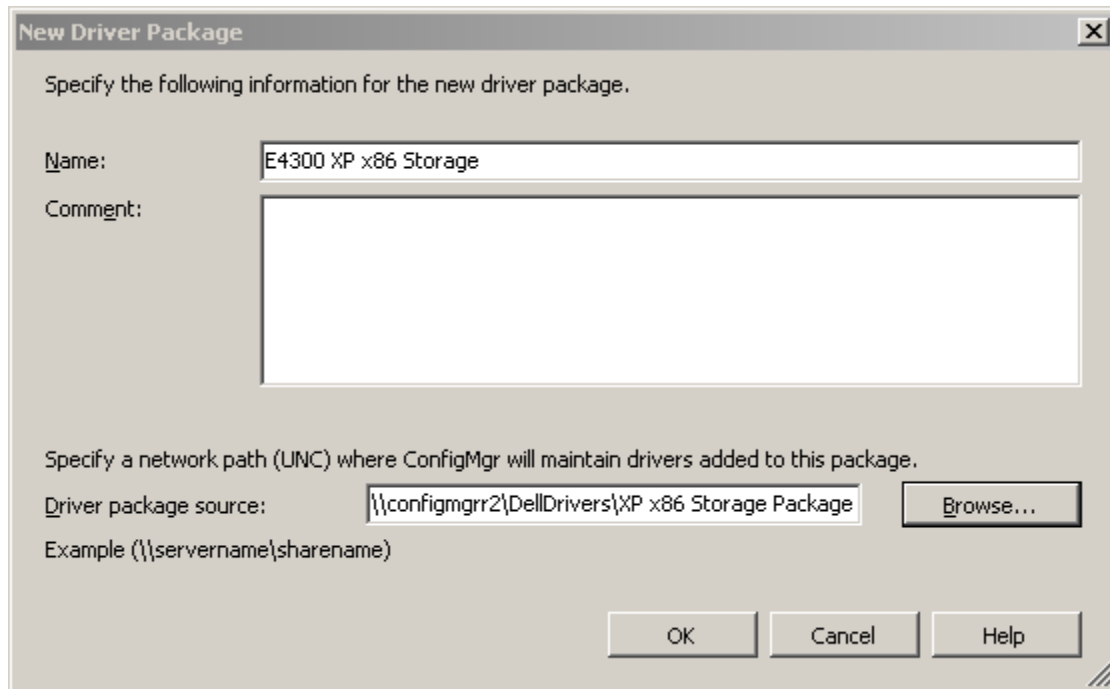 New Driver Package
Specify the following information for the new driver package.
Name:
E4300 XP x86 Storage
Comment:
Specify a network path (UNC) where ConfigMgr will maintain drivers added to this package.
Driver package source:
\\configmgrr2\DellDrivers\XP x86 Storage Package
Browse...
Example (\\servername\sharename)
OK
Cancel
Help